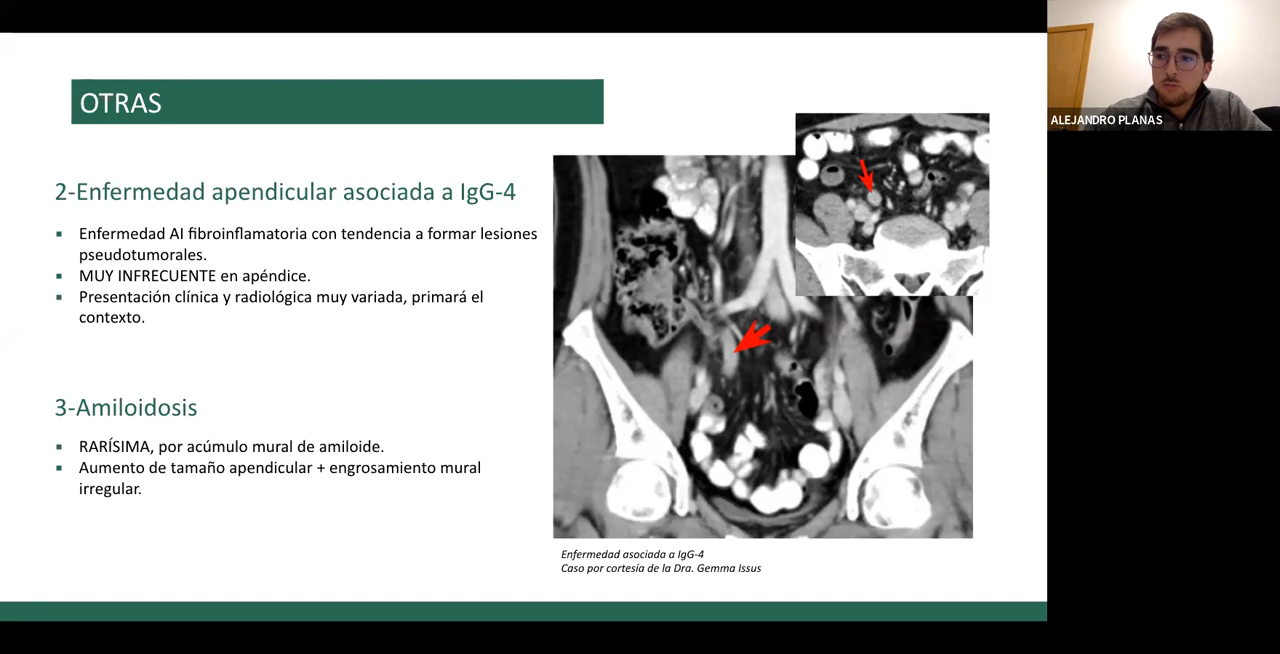 OTRAS
2-Enfermedad apendicular asociada a IgG-4
▪ Enfermedad AI fibroinflamatoria con tendencia a formar lesiones
pseudotumorales.
▪ MUY INFRECUENTE en apéndice.
▪ Presentación clínica y radiológica muy variada, primará el
contexto.
3-Amiloidosis
▪ RARÍSIMA, por acúmulo mural de amiloide.
▪ Aumento de tamaño apendicular + engrosamiento mural
irregular.
Enfermedad asociada a IgG-4
Caso por cortesía de la Dra. Gemma Issus
ALEJANDRO PLANAS